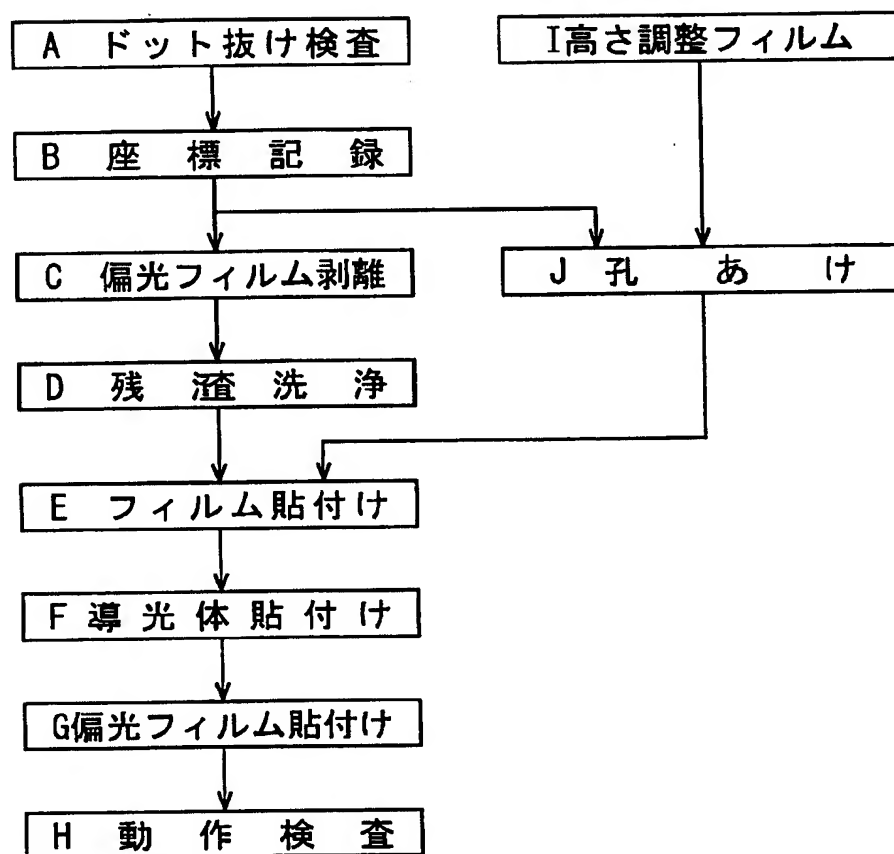 A ドット抜け検査
I高さ調整フィルム
B 座標記録
C 偏光フィルム剥離
J 孔あけ
D 残渣洗浄
E フィルム貼付け
F 導光体貼付け
G偏光フィルム貼付け
H 動作検査